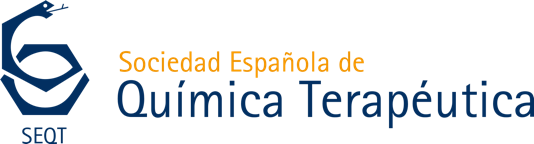 Sociedad Española de
Química Terapéutica
SEQT